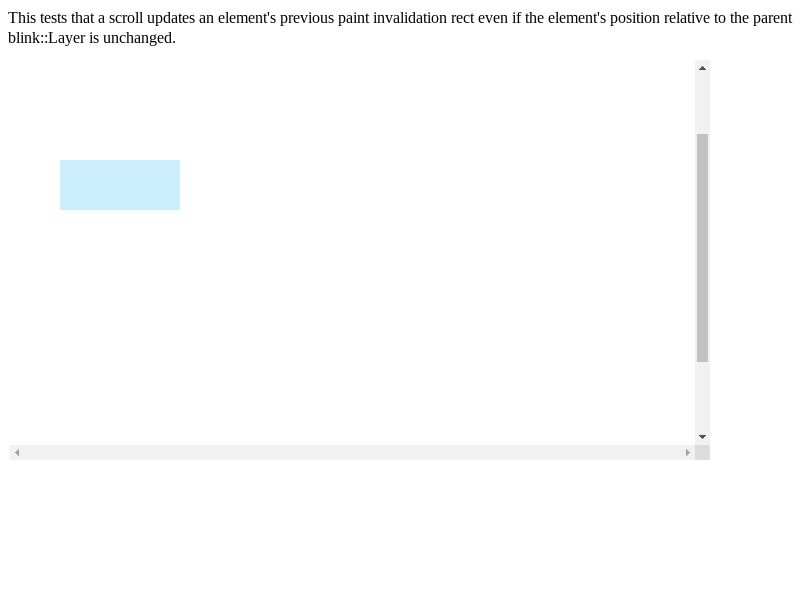 This tests that a scroll updates an element's previous paint invalidation rect even if the element's position relative to the parent
blink::Layer is unchanged.